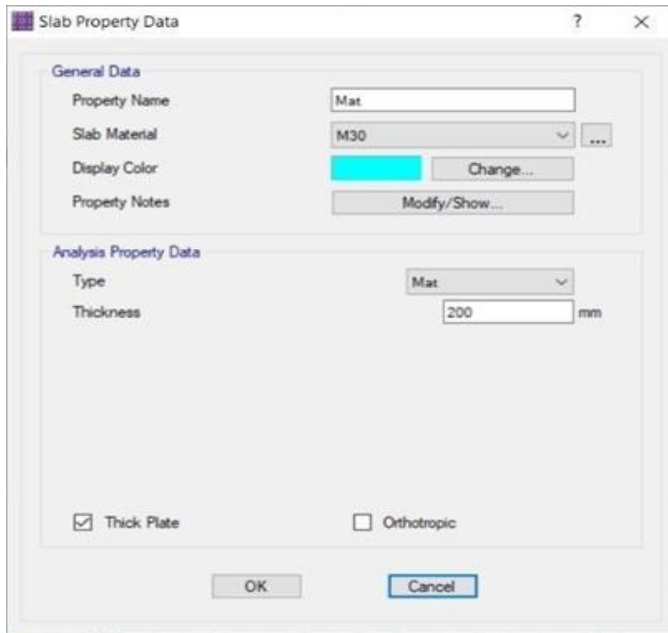 Slab Property Data ? ✕
General Data
Property Name Mat
Slab Material M30 ...
Display Color Change...
Property Notes Modify/Show...
Analysis Property Data
Type Mat
Thickness 200 mm
Thick Plate Orthotropic
OK Cancel